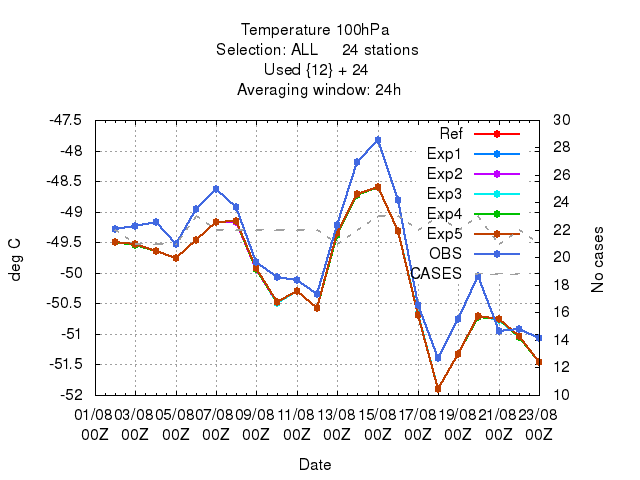 Temperature 100hPa
Selection: ALL 24 stations
Used {12} + 24
Averaging window: 24h
-47.5
-48
-48.5
-49
-49.5
-50
-50.5
-51
-51.5
-52
deg C
30
28
26
24
22
20
18
16
14
12
10
No cases
Ref
Exp1
Exp2
Exp3
Exp4
Exp5
OBS
CASES
01/08 03/08 05/08 07/08 09/08 11/08 13/08 15/08 17/08 19/08 21/08 23/08
00Z 00Z 00Z 00Z 00Z 00Z 00Z 00Z 00Z 00Z 00Z 00Z
Date